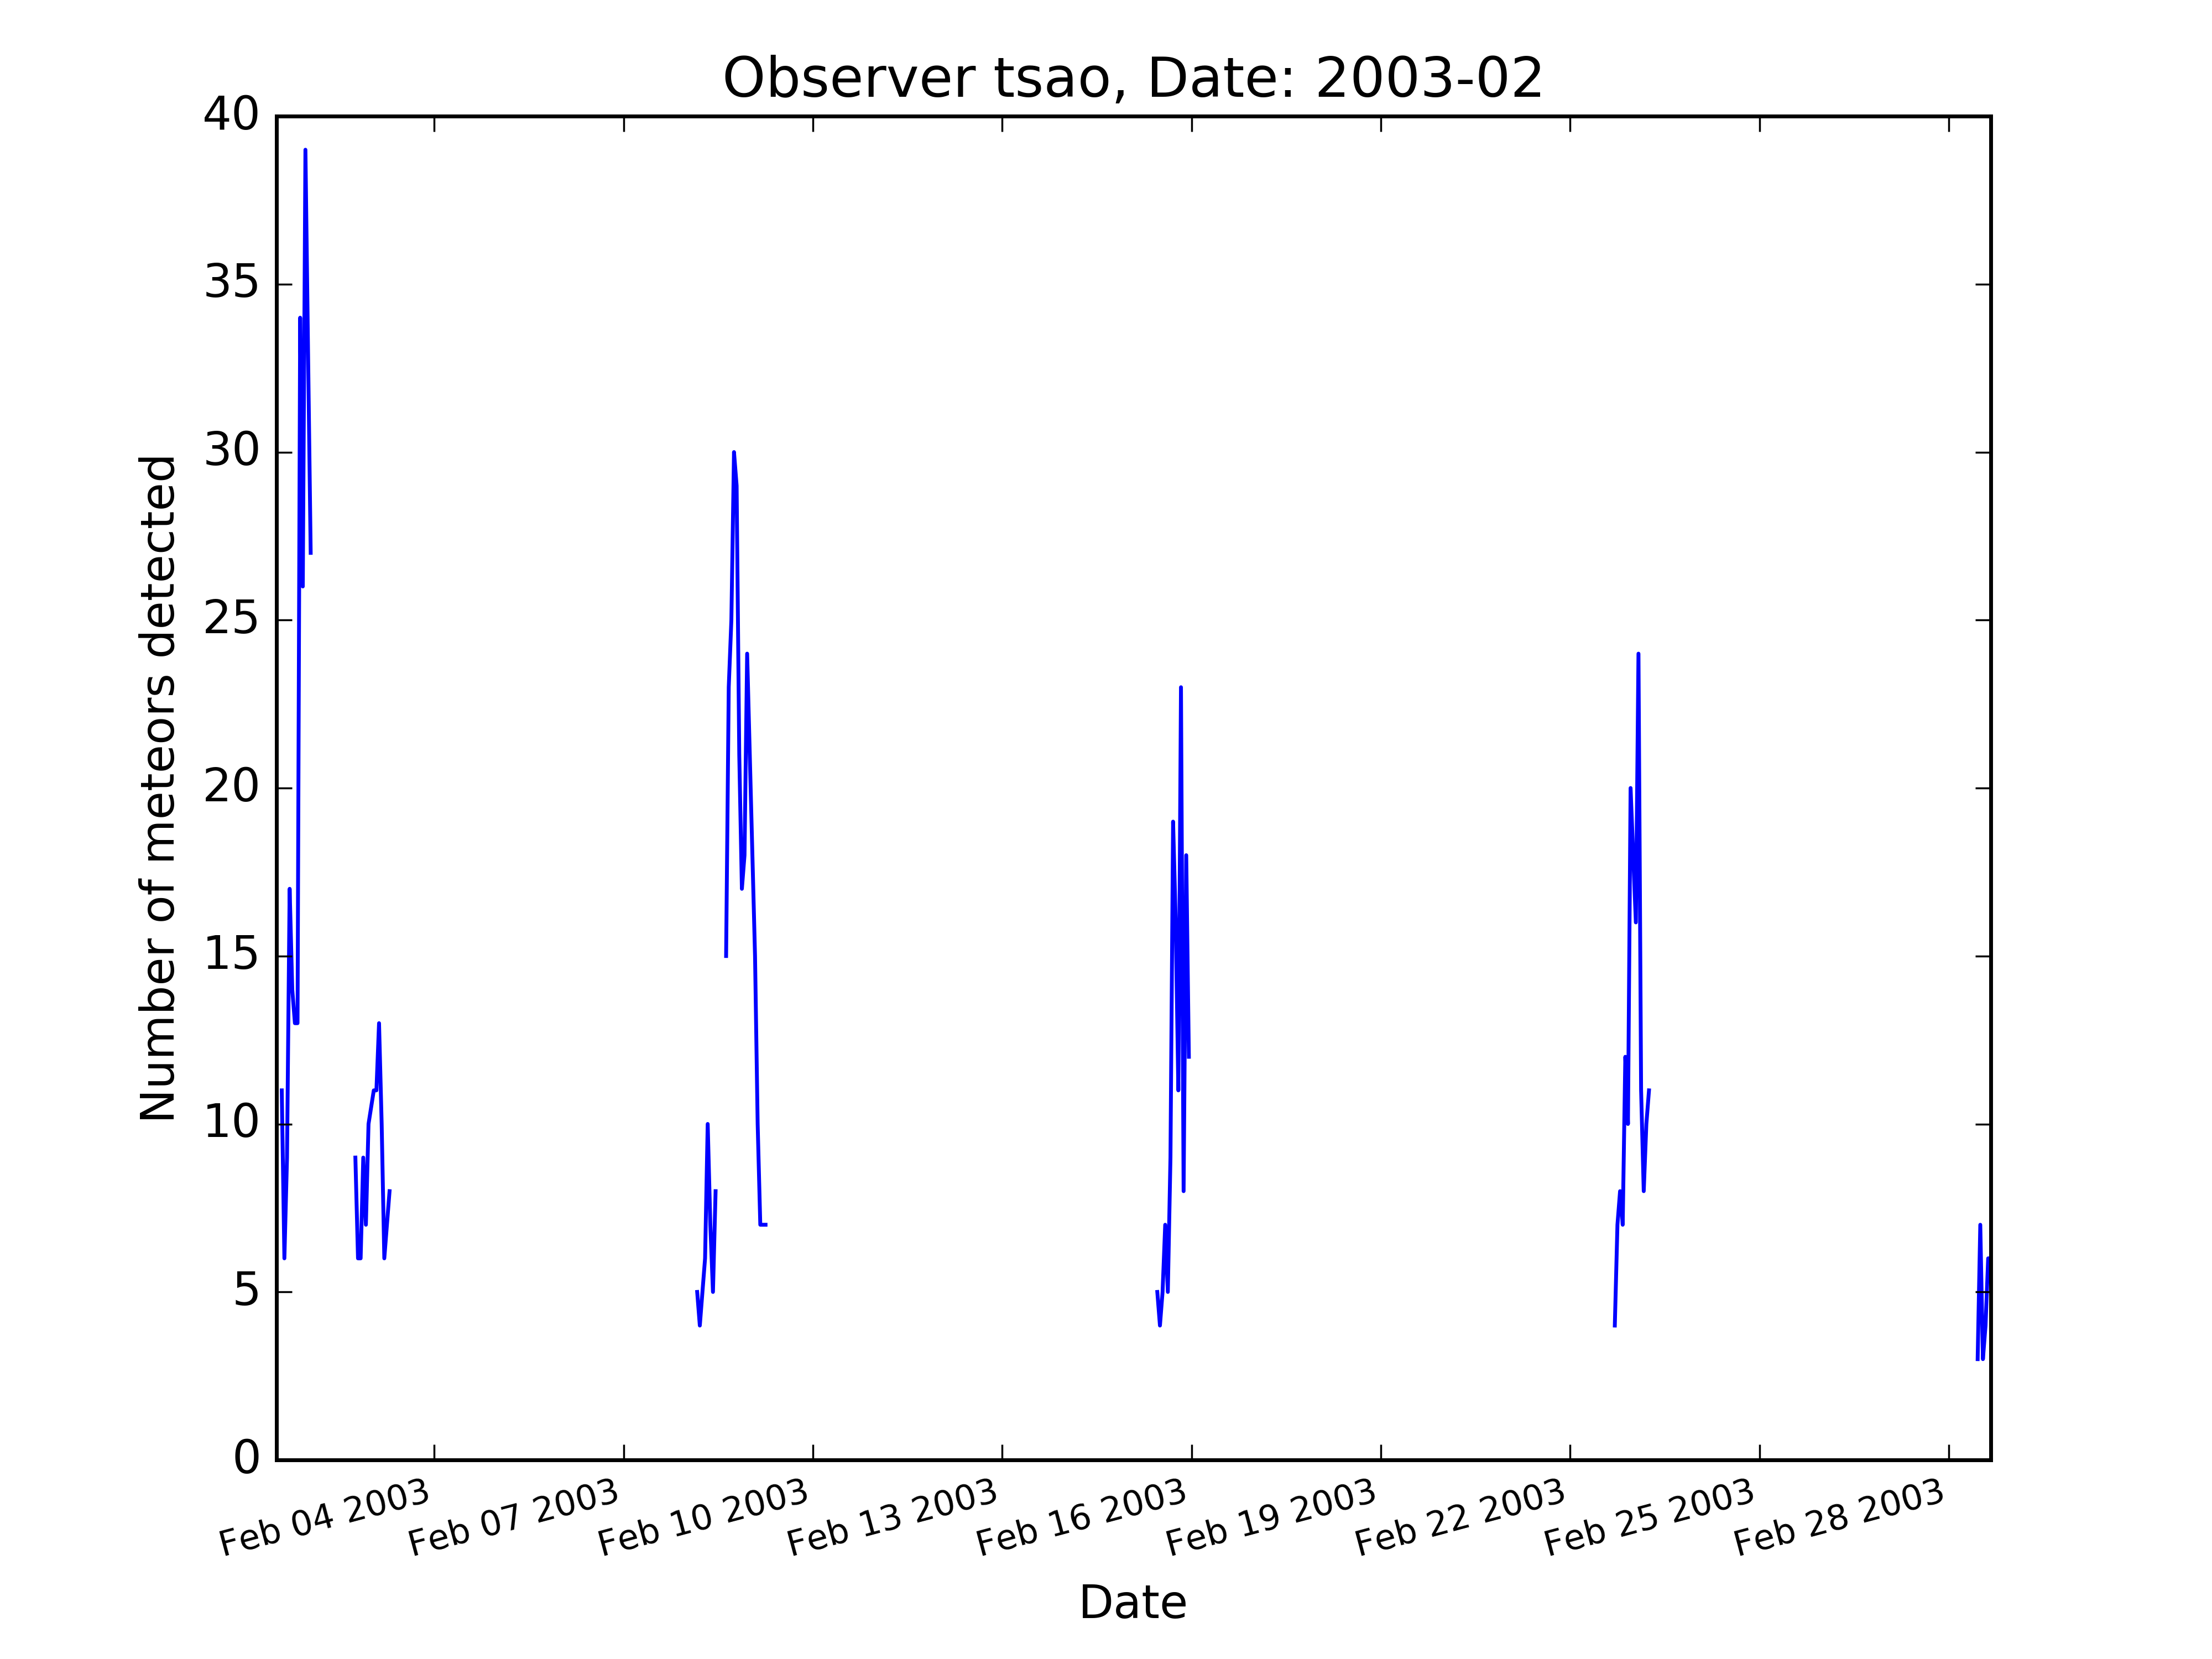 Observer tsao, Date: 2003-02
40
35
30
25
20
15
10
5
0
Number of meteors detected
Feb 04 2003
Feb 07 2003
Feb 10 2003
Feb 13 2003
Feb 16 2003
Feb 19 2003
Feb 22 2003
Feb 25 2003
Feb 28 2003
Date